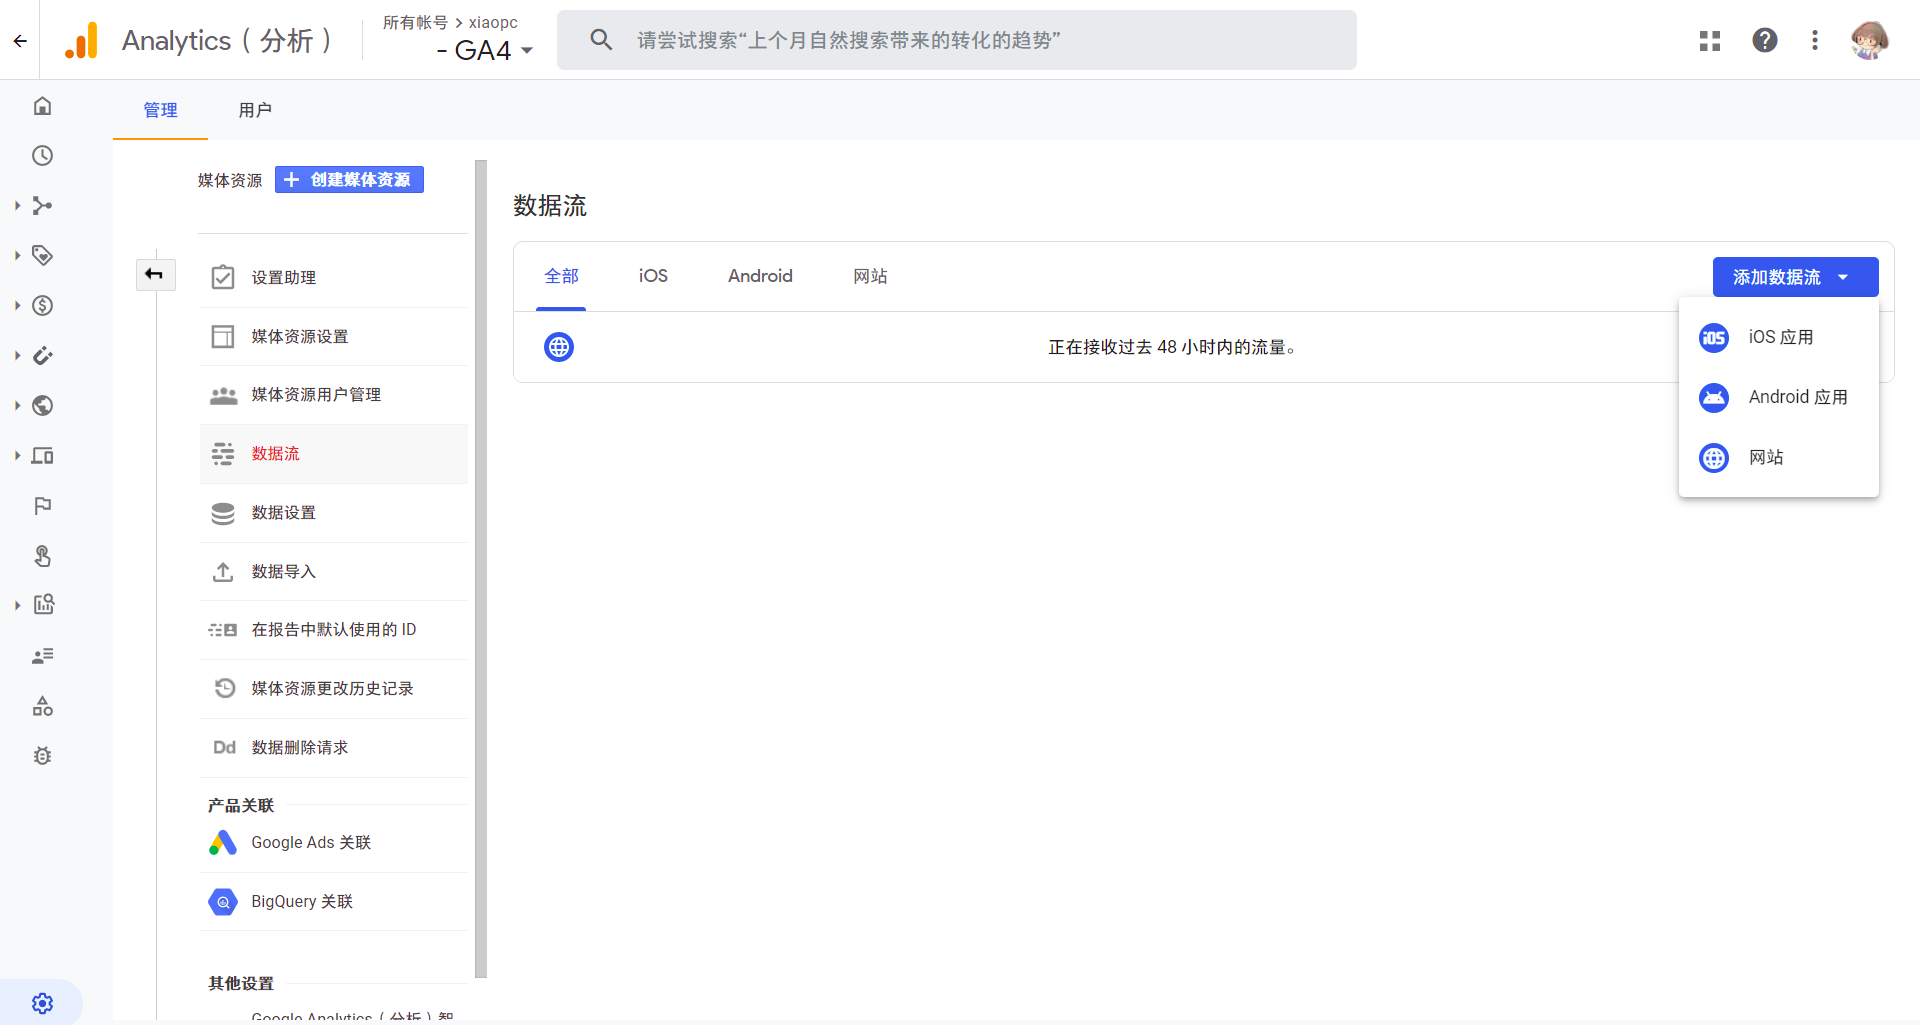 Analytics（分析）
所有帐号 > xiaopc
- GA4
请尝试搜索“上个月自然搜索带来的转化的趋势”
管理
用户
媒体资源
创建媒体资源
设置助理
媒体资源设置
媒体资源用户管理
数据流
数据设置
数据导入
在报告中默认使用的 ID
媒体资源更改历史记录
Dd 数据删除请求
产品关联
Google Ads 关联
BigQuery 关联
其他设置
Google Analytics（分析）智
数据流
全部
iOS
Android
网站
添加数据流
正在接收过去 48 小时内的流量。
iOS iOS 应用
Android 应用
网站